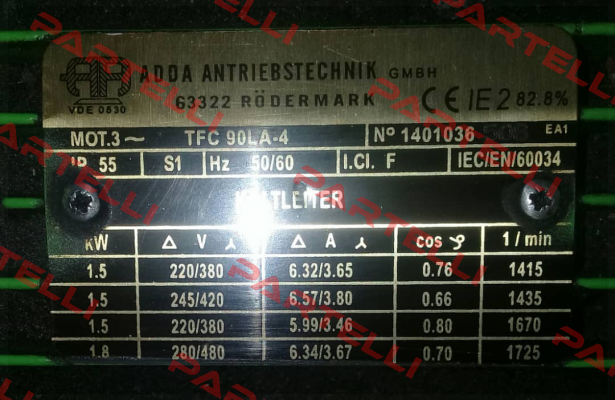 ADDA ANTRIEBSTECHNIK GMBH
VDE 0530
63322 RÖDERMARK CE IE2 82.8%
MOT.3~ TFC 90LA-4 Nº 1401036 EA1
IP 55 S1 Hz 50/60 I.Cl. F IEC/EN/60034
kW Δ V ⅄ Δ A ⅄ cos φ 1/min
1.5 220/380 6.32/3.65 0.76 1415
1.5 245/420 6.57/3.80 0.66 1435
1.5 220/380 5.99/3.46 0.80 1670
1.8 280/480 6.34/3.67 0.70 1725
PARTELLI
PARTELLI
PARTELLI
PARTELLI